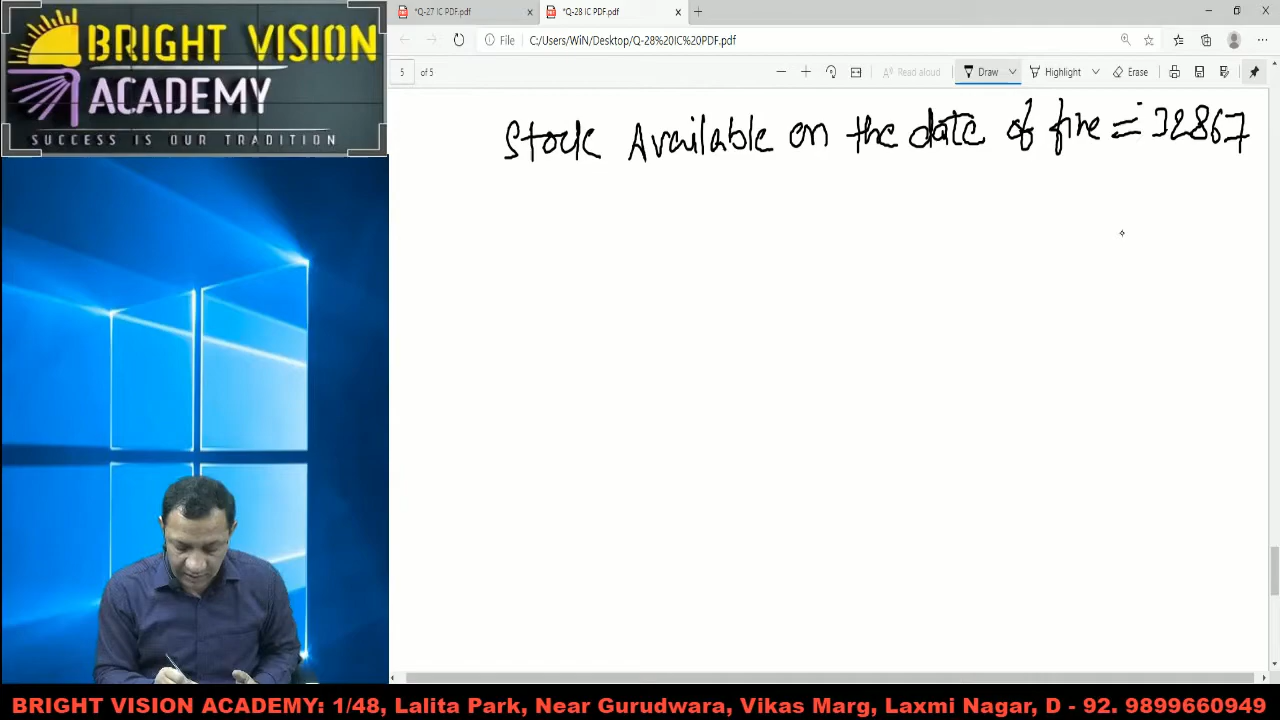 BRIGHT VISION
ACADEMY
SUCCESS IS OUR TRADITION
*Q-27 IC PDF.pdf
*Q-28 IC PDF.pdf
File
C:/Users/WiN/Desktop/Q-28%20IC%20PDF.pdf
5 of 5
Read aloud
Draw
Highlight
Erase
Stock Available on the date of fire = 32867
BRIGHT VISION ACADEMY: 1/48, Lalita Park, Near Gurudwara, Vikas Marg, Laxmi Nagar, D - 92. 9899660949